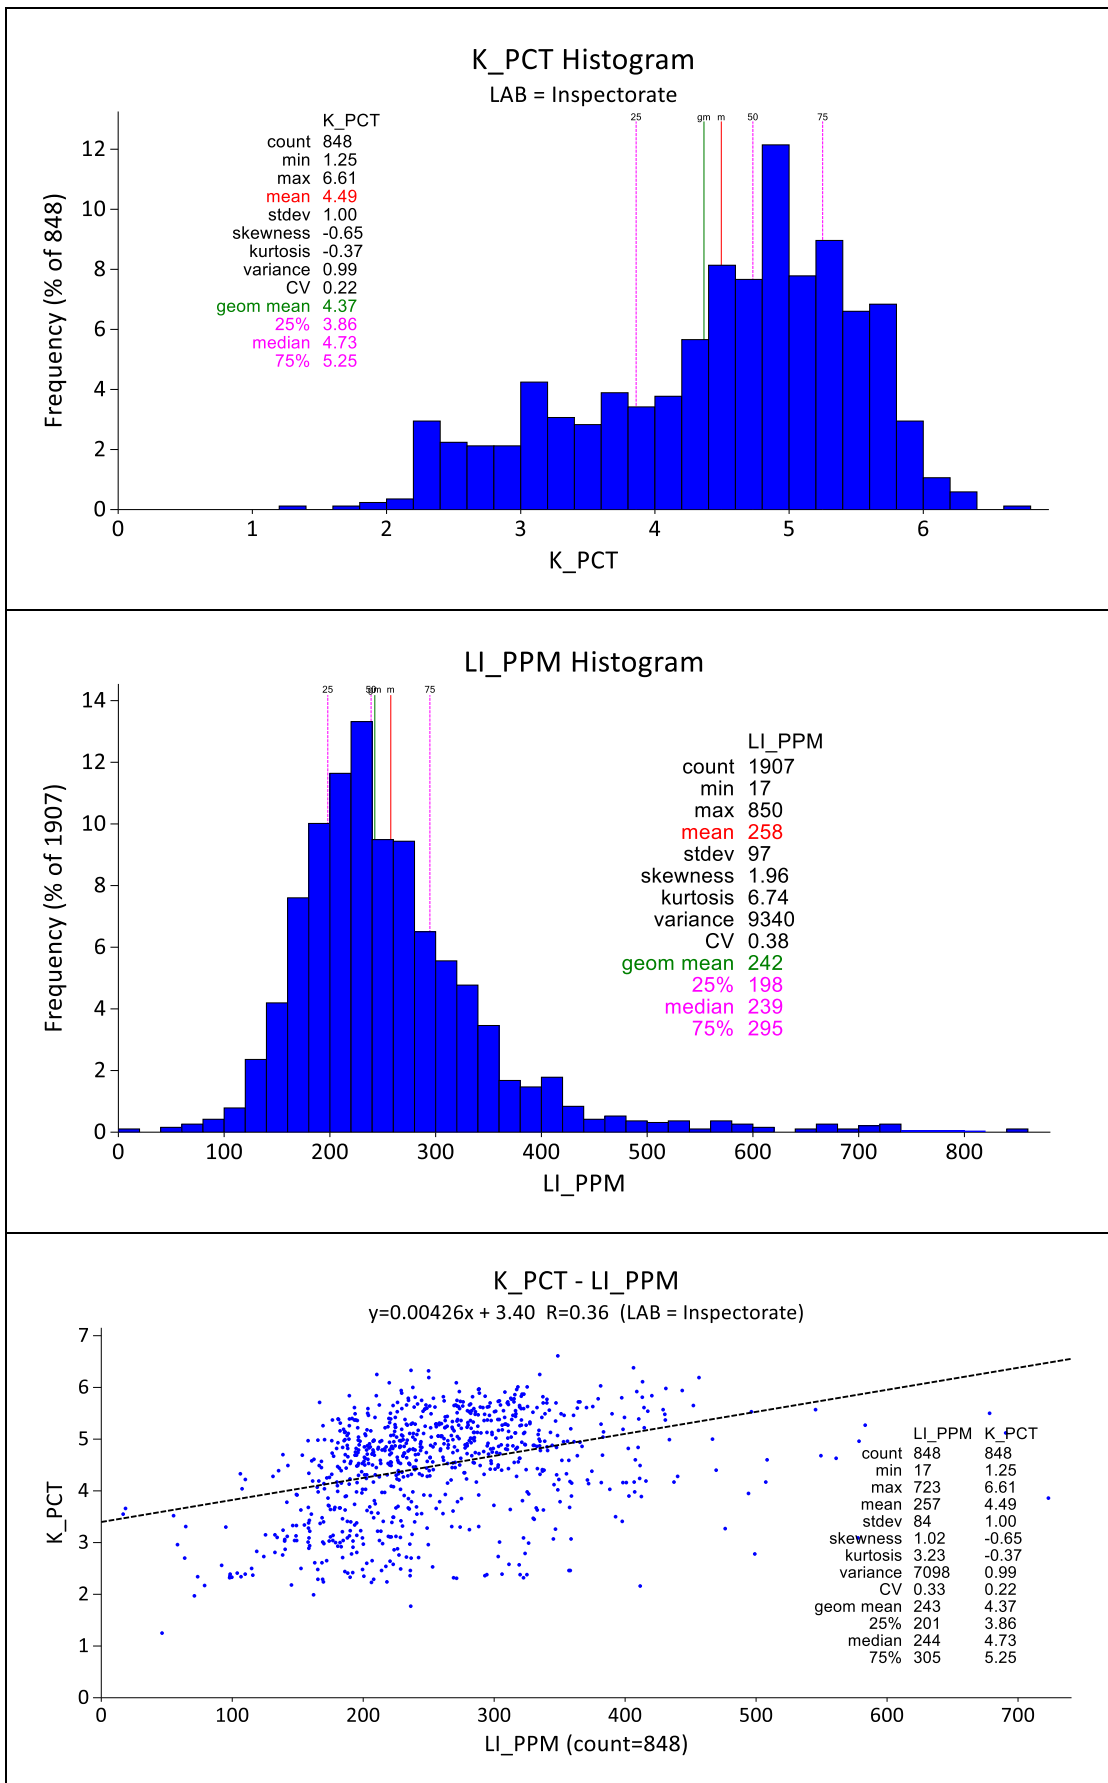 K_PCT Histogram
LAB = Inspectorate
25 gm m 50 75
K_PCT
count 848
min 1.25
max 6.61
mean 4.49
stdev 1.00
skewness -0.65
kurtosis -0.37
variance 0.99
CV 0.22
geom mean 4.37
25% 3.86
median 4.73
75% 5.25
Frequency (% of 848)
12
10
8
6
4
2
0
0 1 2 3 4 5 6
K_PCT
LI_PPM Histogram
25 50 gm m 75
LI_PPM
count 1907
min 17
max 850
mean 258
stdev 97
skewness 1.96
kurtosis 6.74
variance 9340
CV 0.38
geom mean 242
25% 198
median 239
75% 295
Frequency (% of 1907)
14
12
10
8
6
4
2
0
0 100 200 300 400 500 600 700 800
LI_PPM
K_PCT - LI_PPM
y=0.00426x + 3.40 R=0.36 (LAB = Inspectorate)
LI_PPM K_PCT
count 848 848
min 17 1.25
max 723 6.61
mean 257 4.49
stdev 84 1.00
skewness 1.02 -0.65
kurtosis 3.23 -0.37
variance 7098 0.99
CV 0.33 0.22
geom mean 243 4.37
25% 201 3.86
median 244 4.73
75% 305 5.25
K_PCT
7
6
5
4
3
2
1
0
0 100 200 300 400 500 600 700
LI_PPM (count=848)